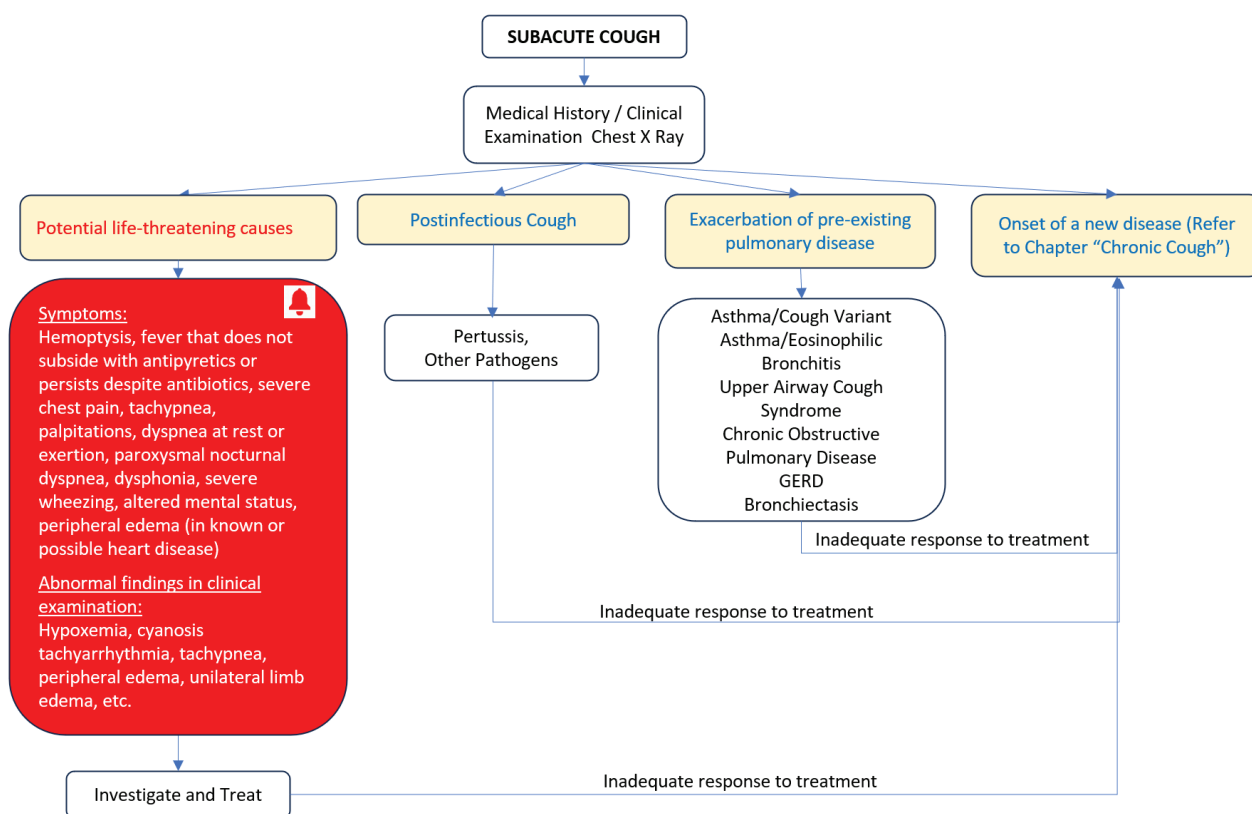 SUBACUTE COUGH
Medical History / Clinical
Examination  Chest X Ray
Potential life-threatening causes
Postinfectious Cough
Exacerbation of pre-existing
pulmonary disease
Onset of a new disease (Refer
to Chapter “Chronic Cough”)
Symptoms:
Hemoptysis, fever that does not
subside with antipyretics or
persists despite antibiotics, severe
chest pain, tachypnea,
palpitations, dyspnea at rest or
exertion, paroxysmal nocturnal
dyspnea, dysphonia, severe
wheezing, altered mental status,
peripheral edema (in known or
possible heart disease)
Abnormal findings in clinical
examination:
Hypoxemia, cyanosis
tachyarrhythmia, tachypnea,
peripheral edema, unilateral limb
edema, etc.
Pertussis,
Other Pathogens
Asthma/Cough Variant
Asthma/Eosinophilic
Bronchitis
Upper Airway Cough
Syndrome
Chronic Obstructive
Pulmonary Disease
GERD
Bronchiectasis
Inadequate response to treatment
Inadequate response to treatment
Inadequate response to treatment
Investigate and Treat